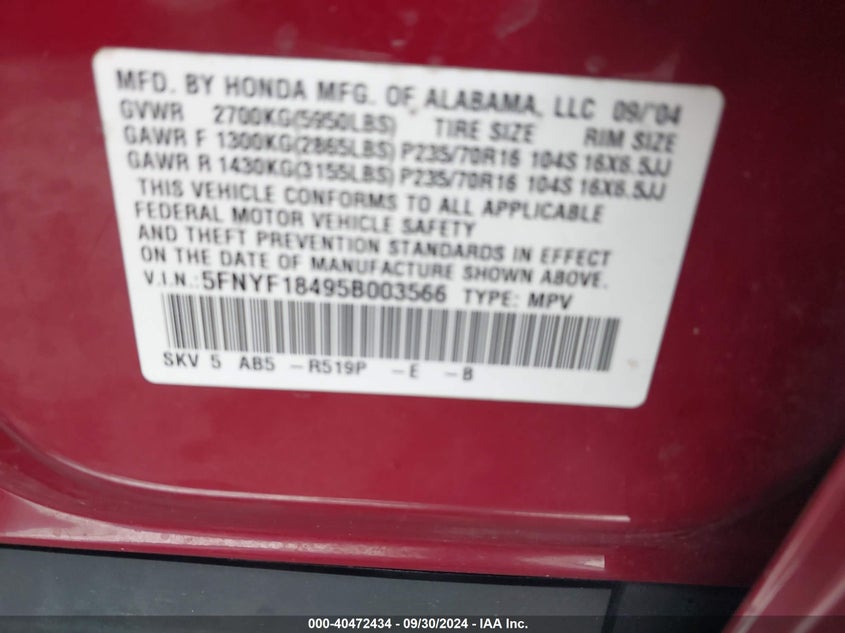 MFD. BY HONDA MFG. OF ALABAMA, LLC 09/'04
GVWR 2700KG(5950LBS) TIRE SIZE RIM SIZE
GAWR F 1300KG(2865LBS) P235/70R16 104S 16X6.5JJ
GAWR R 1430KG(3155LBS) P235/70R16 104S 16X6.5JJ
THIS VEHICLE CONFORMS TO ALL APPLICABLE
FEDERAL MOTOR VEHICLE SAFETY
AND THEFT PREVENTION STANDARDS IN EFFECT
ON THE DATE OF MANUFACTURE SHOWN ABOVE.
V.I.N.:5FNYF18495B003566 TYPE: MPV
SKV 5 AB5 -R519P -E -B
000-40472434 - 09/30/2024 - IAA Inc.